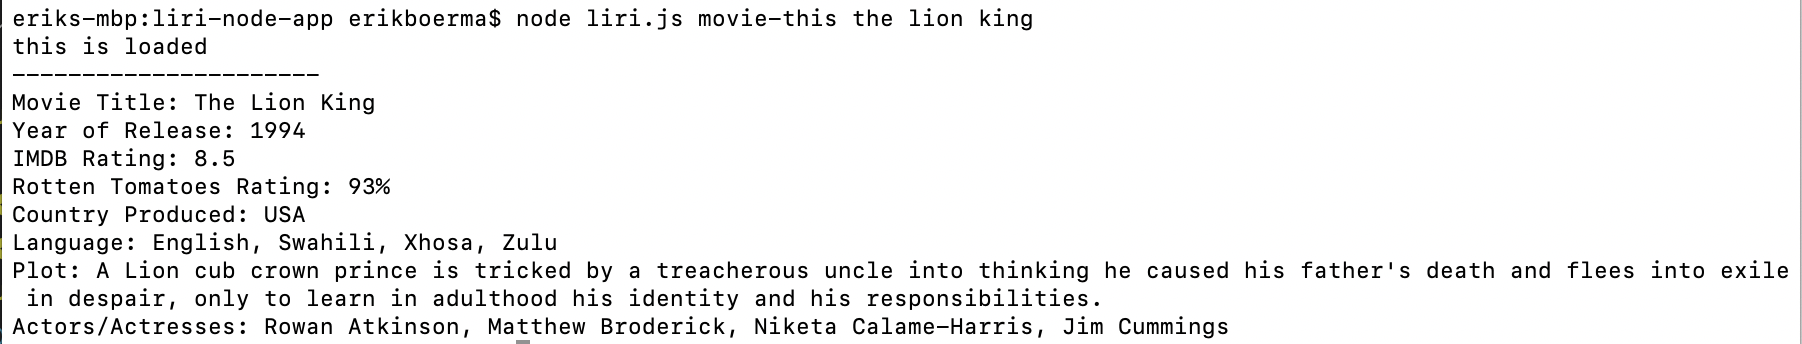 eriks-mbp:liri-node-app erikboerma$ node liri.js movie-this the lion king
this is loaded
----------------------
Movie Title: The Lion King
Year of Release: 1994
IMDB Rating: 8.5
Rotten Tomatoes Rating: 93%
Country Produced: USA
Language: English, Swahili, Xhosa, Zulu
Plot: A Lion cub crown prince is tricked by a treacherous uncle into thinking he caused his father's death and flees into exile
in despair, only to learn in adulthood his identity and his responsibilities.
Actors/Actresses: Rowan Atkinson, Matthew Broderick, Niketa Calame-Harris, Jim Cummings